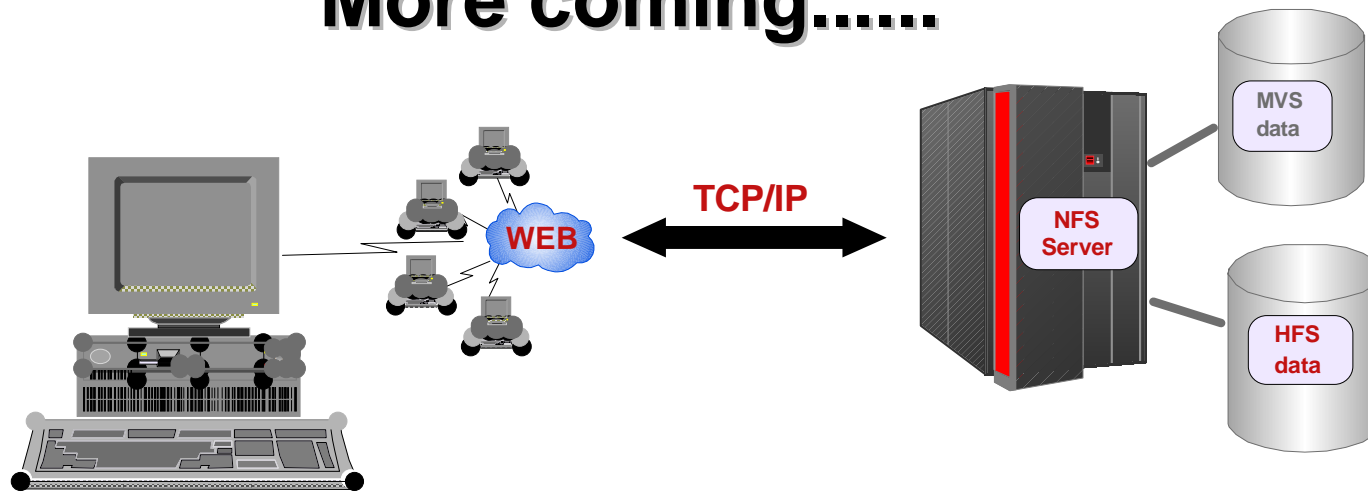 More coming......
MVS
data
TCP/IP
WEB
NFS
Server
HFS
data